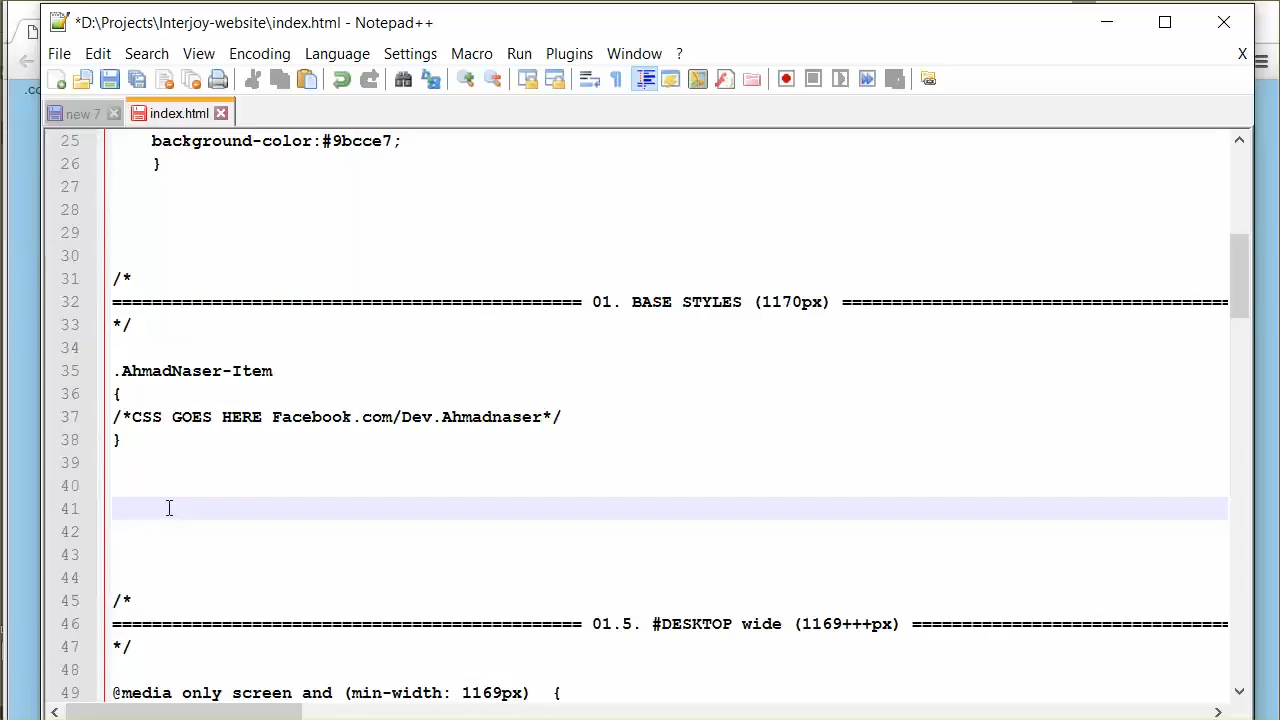 *D:\Projects\Interjoy-website\index.html - Notepad++
File Edit Search View Encoding Language Settings Macro Run Plugins Window ? X
new 7 index.html
25 background-color:#9bcce7;
26 }
27
28
29
30
31 /*
32 =============================================== 01. BASE STYLES (1170px) =======================================
33 */
34
35 .AhmadNaser-Item
36 {
37 /*CSS GOES HERE Facebook.com/Dev.Ahmadnaser*/
38 }
39
40
41
42
43
44
45 /*
46 =============================================== 01.5. #DESKTOP wide (1169+++px) ================================
47 */
48
49 @media only screen and (min-width: 1169px) {